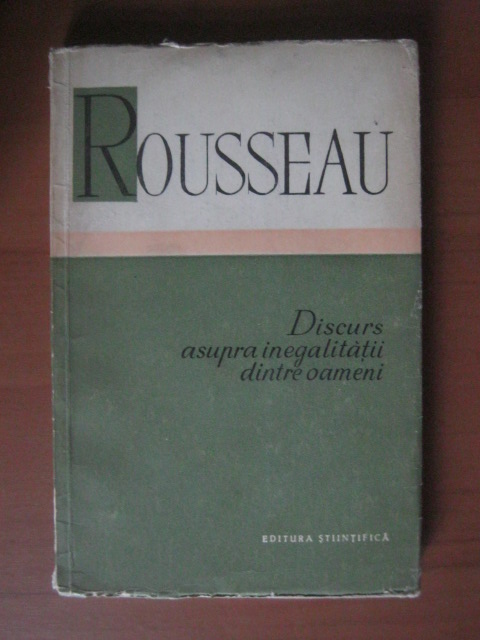 ROUSSEAU
Discurs
asupra inegalității
dintre oameni
EDITURA ȘTIINȚIFICĂ